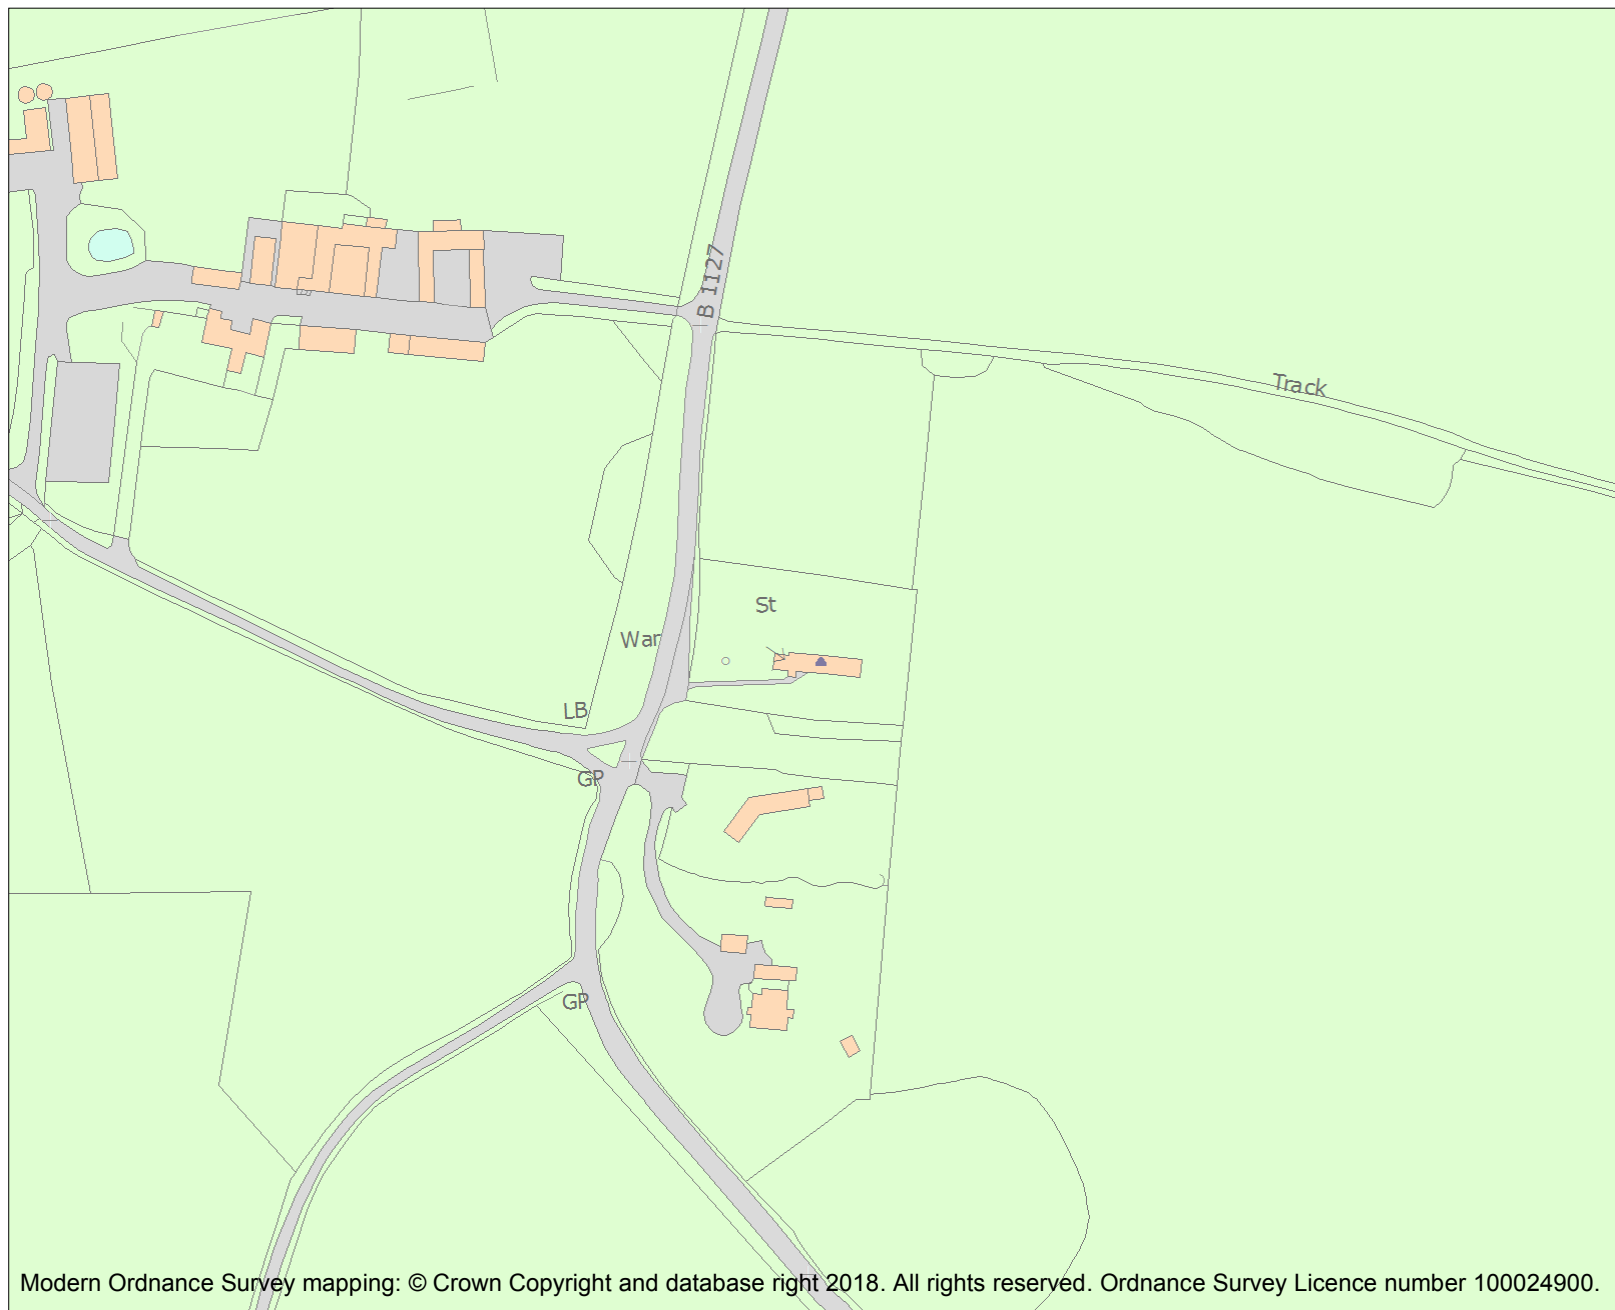 B 1127
Track
St
War
LB
GP
GP
Modern Ordnance Survey mapping: © Crown Copyright and database right 2018. All rights reserved. Ordnance Survey Licence number 100024900.